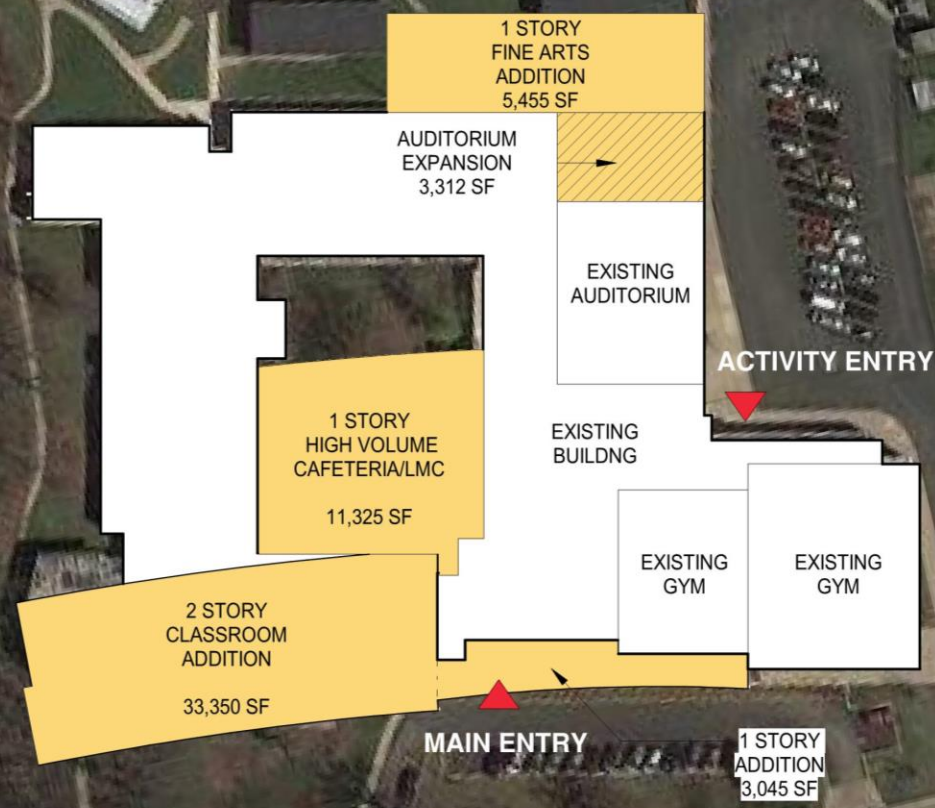 1 STORY
FINE ARTS
ADDITION
5,455 SF
AUDITORIUM
EXPANSION
3,312 SF
EXISTING
AUDITORIUM
ACTIVITY ENTRY
1 STORY
HIGH VOLUME
CAFETERIA/LMC
11,325 SF
EXISTING
BUILDNG
EXISTING
GYM
EXISTING
GYM
2 STORY
CLASSROOM
ADDITION
33,350 SF
MAIN ENTRY
1 STORY
ADDITION
3,045 SF